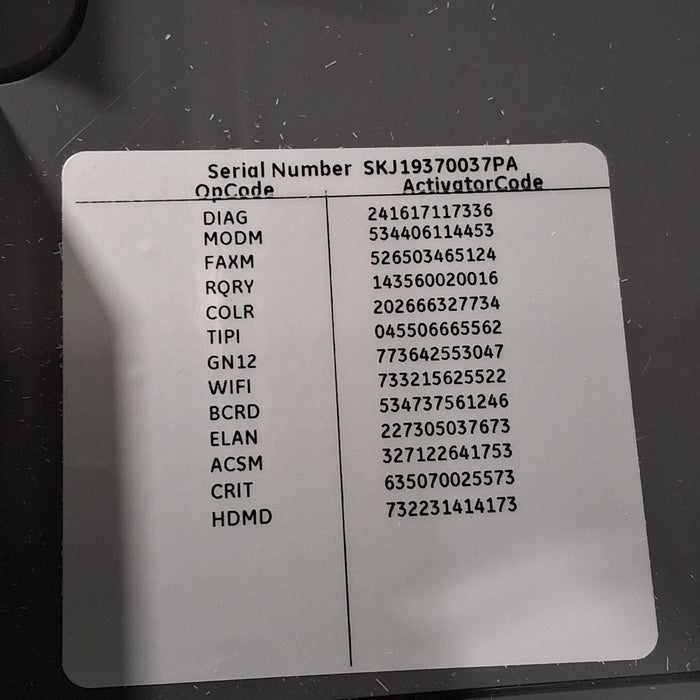 Serial Number SKJ19370037PA
OpCode ActivatorCode
DIAG 241617117336
MODM 534406114453
FAXM 526503465124
RQRY 143560020016
COLR 202666327734
TIPI 045506665562
GN12 773642553047
WIFI 733215625522
BCRD 534737561246
ELAN 227305037673
ACSM 327122641753
CRIT 635070025573
HDMD 732231414173